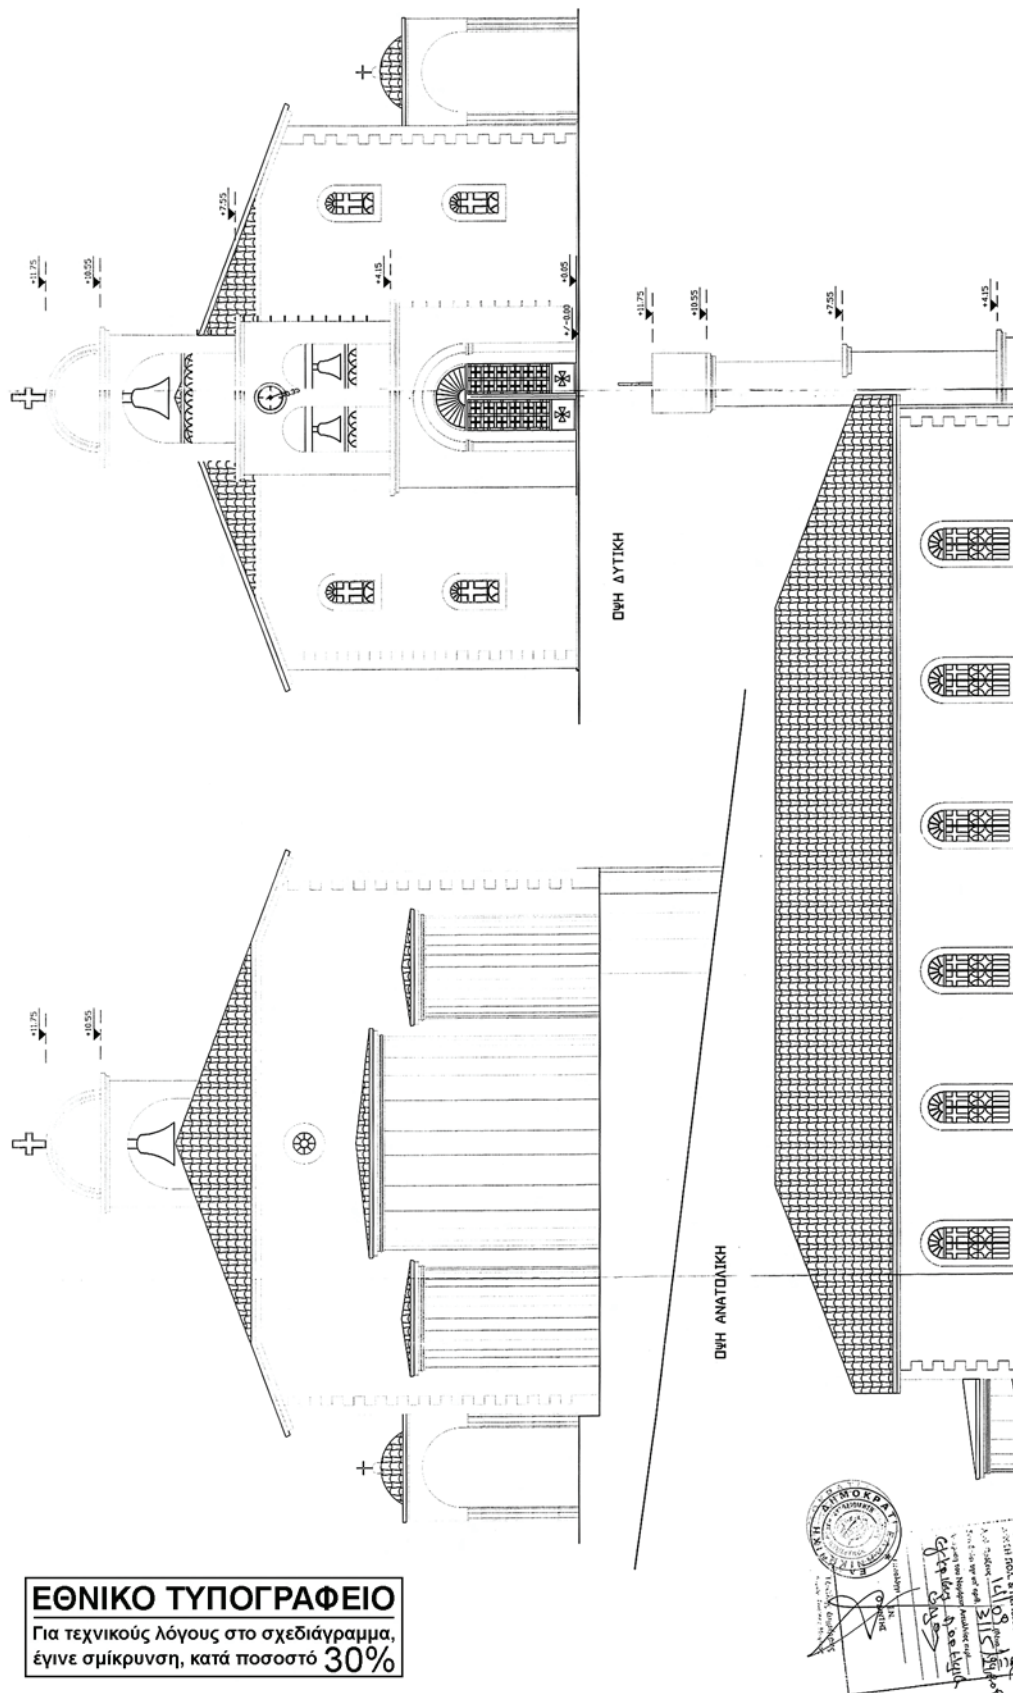 +11.75
+10.55
+7.55
+4.15
+0.05
+/-0.00
ΟΨΗ ΔΥΤΙΚΗ
+11.75
+10.55
+7.55
+4.15
+11.75
+10.55
ΟΨΗ ΑΝΑΤΟΛΙΚΗ
ΕΛΛΗΝΙΚΗ ΔΗΜΟΚΡΑΤΙ
ΕΘΝΙΚΟ ΤΥΠΟΓΡΑΦΕΙΟ
Για τεχνικούς λόγους στο σχεδιάγραμμα,
έγινε σμίκρυνση, κατά ποσοστό 30%